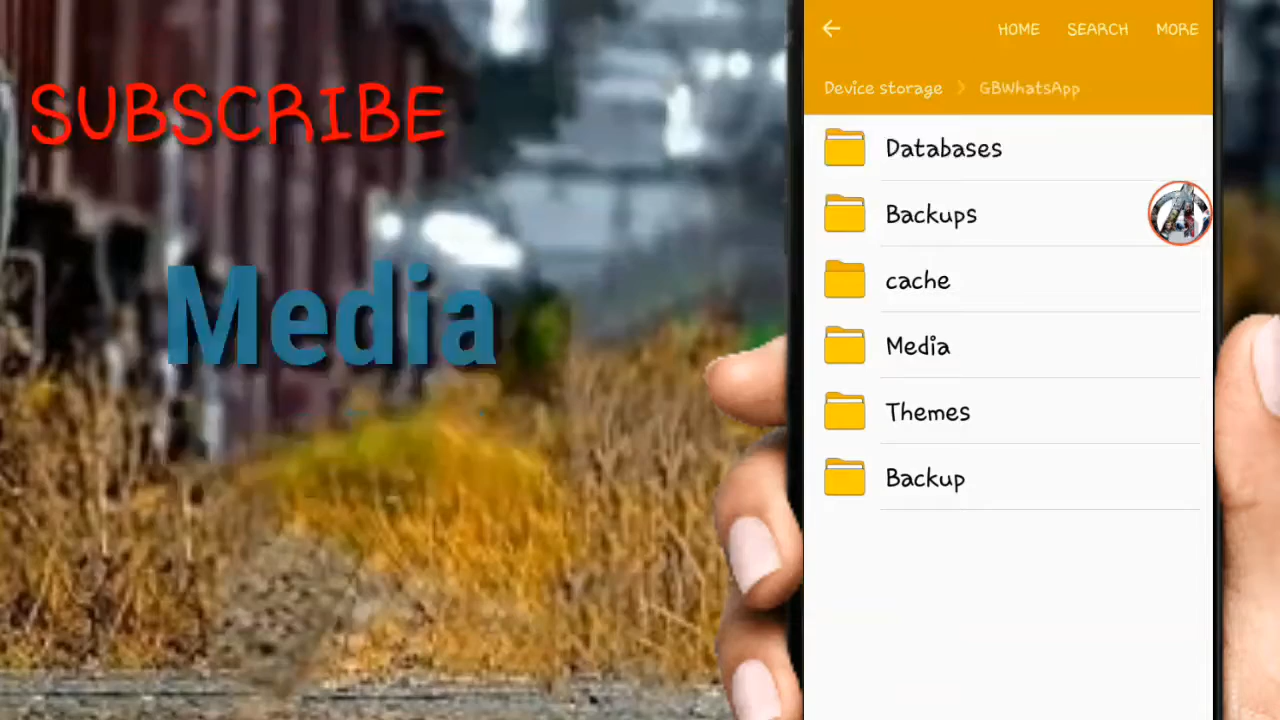 SUBSCRIBE
Media
HOME SEARCH MORE
Device storage > GBWhatsApp
Databases
Backups
cache
Media
Themes
Backup